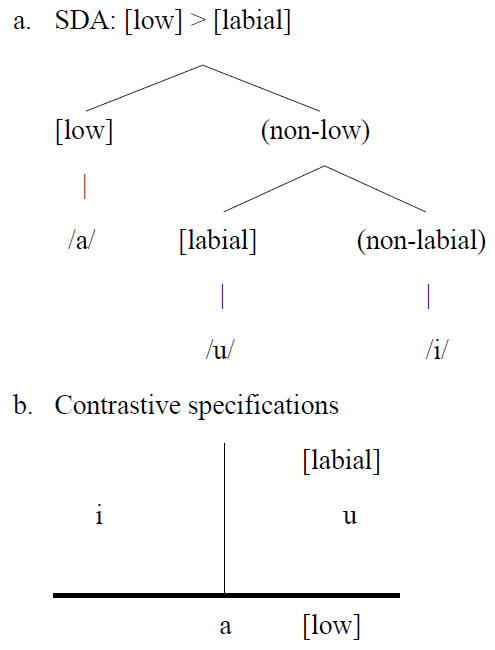 a. SDA: [low] > [labial]
[low] (non-low)
/a/ [labial] (non-labial)
/u/ /i/
b. Contrastive specifications
[labial]
i u
a [low]